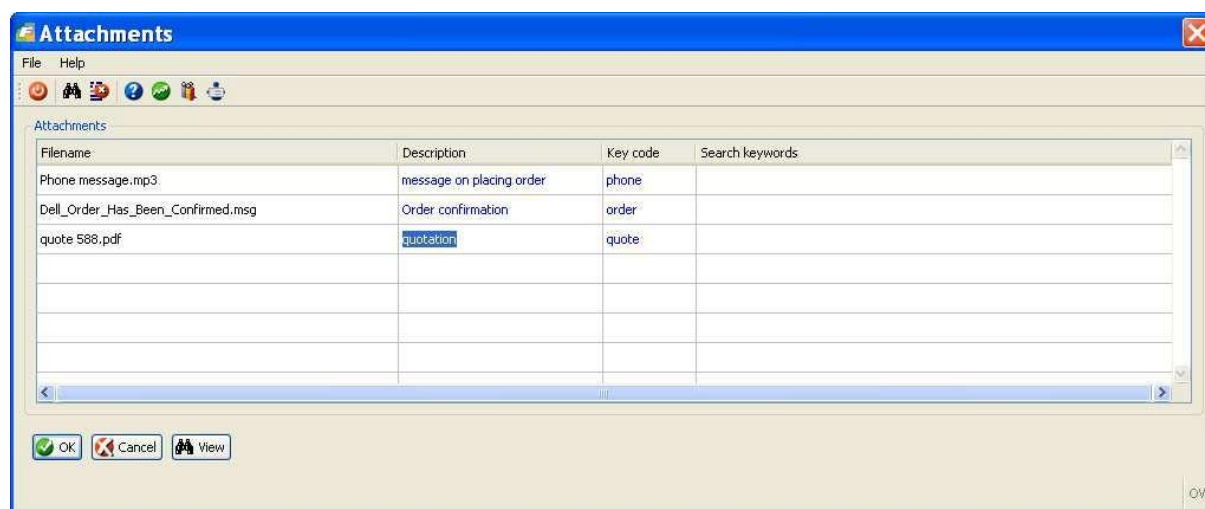 Attachments
File Help
Attachments
Filename Description Key code Search keywords
Phone message.mp3 message on placing order phone
Dell_Order_Has_Been_Confirmed.msg Order confirmation order
quote 588.pdf quotation quote
OK Cancel View